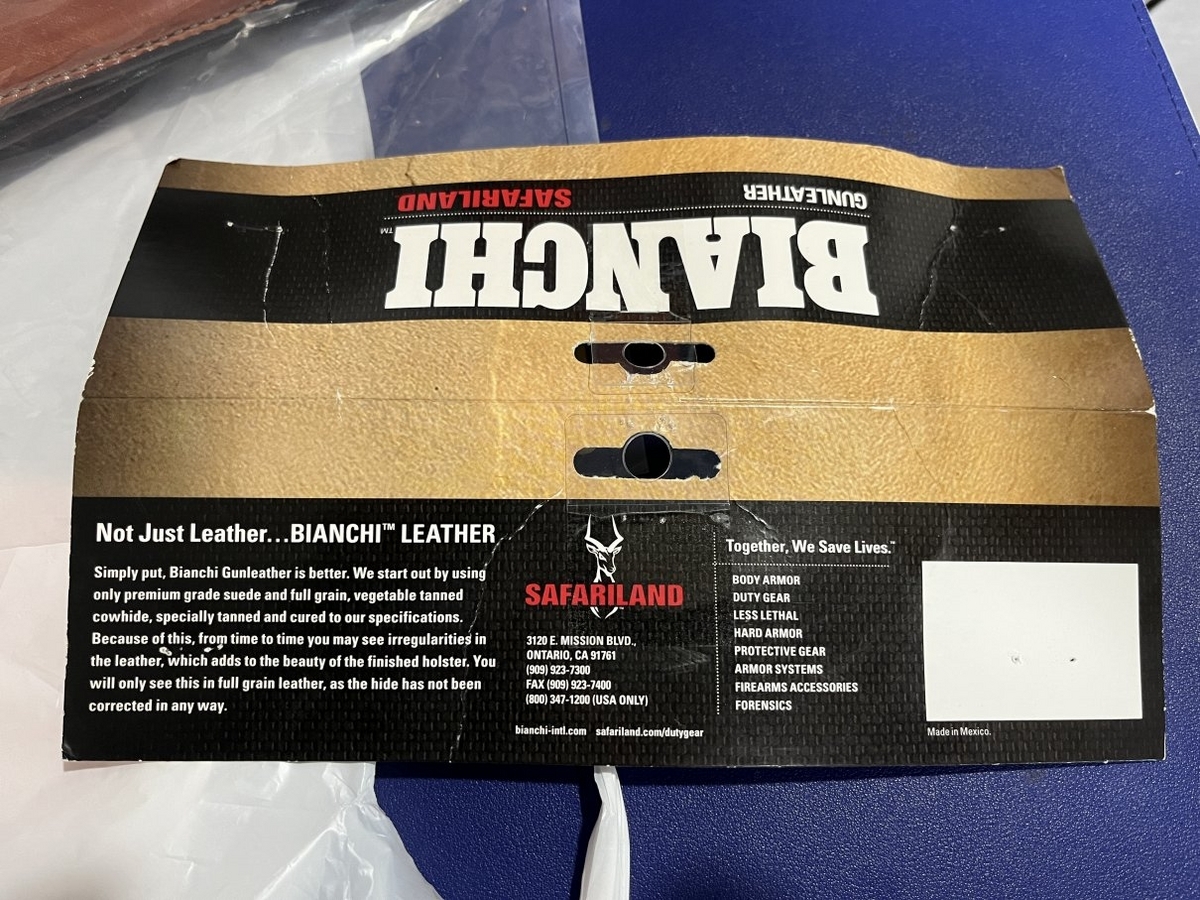 GUNLEATHER SAFARILAND
BIANCHI™
Not Just Leather...BIANCHI™ LEATHER
Simply put, Bianchi Gunleather is better. We start out by using
only premium grade suede and full grain, vegetable tanned
cowhide, specially tanned and cured to our specifications.
Because of this, from time to time you may see irregularities in
the leather, which adds to the beauty of the finished holster. You
will only see this in full grain leather, as the hide has not been
corrected in any way.
SAFARILAND™
3120 E. MISSION BLVD.,
ONTARIO, CA 91761
(909) 923-7300
FAX (909) 923-7400
(800) 347-1200 (USA ONLY)
bianchi-intl.com safariland.com/dutygear
Together, We Save Lives.™
BODY ARMOR
DUTY GEAR
LESS LETHAL
HARD ARMOR
PROTECTIVE GEAR
ARMOR SYSTEMS
FIREARMS ACCESSORIES
FORENSICS
Made in Mexico.